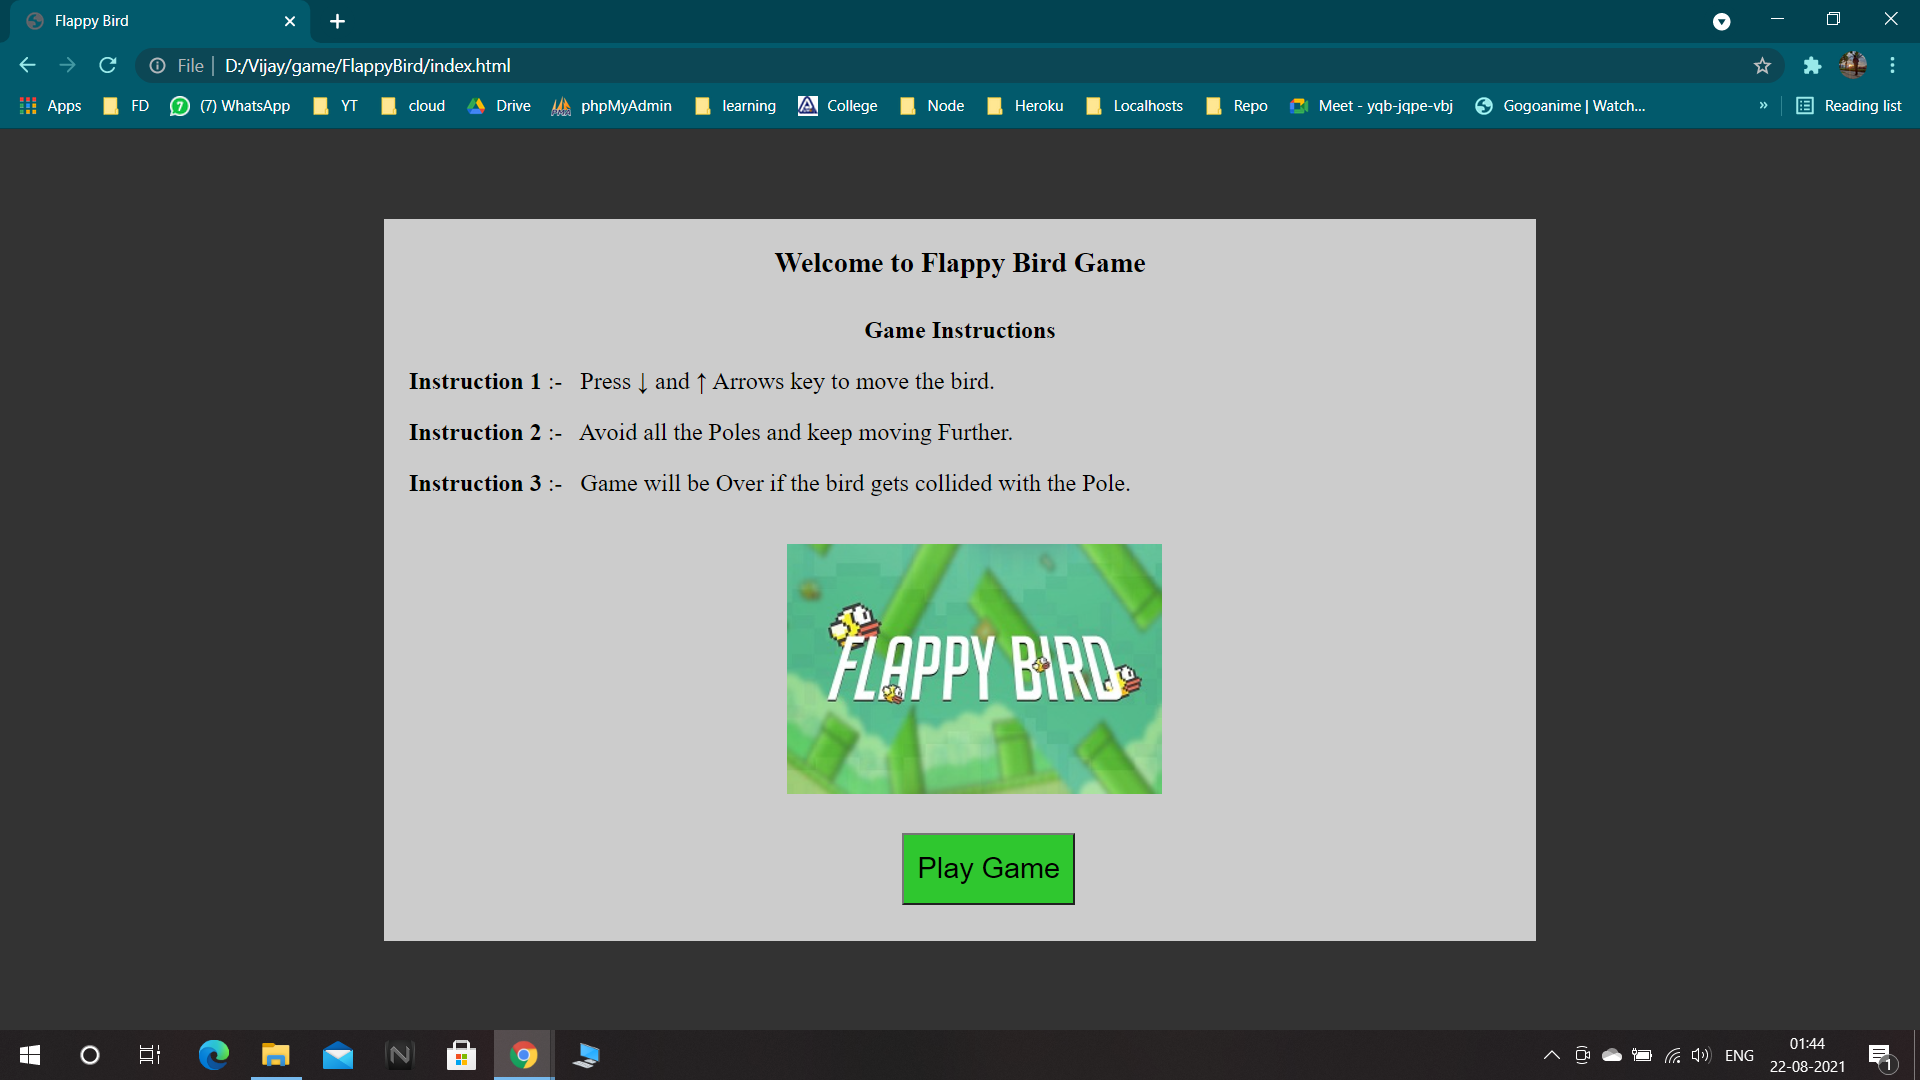 Flappy Bird
File | D:/Vijay/game/FlappyBird/index.html
Apps FD (7) WhatsApp YT cloud Drive phpMyAdmin learning College Node Heroku Localhosts Repo Meet - yqb-jqpe-vbj Gogoanime | Watch... » Reading list
Welcome to Flappy Bird Game
Game Instructions
Instruction 1 :- Press ↓ and ↑ Arrows key to move the bird.
Instruction 2 :- Avoid all the Poles and keep moving Further.
Instruction 3 :- Game will be Over if the bird gets collided with the Pole.
FLAPPY BIRD
Play Game
ENG
01:44
22-08-2021
1